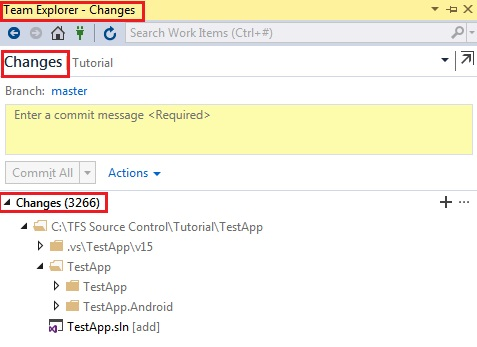 Team Explorer - Changes
Search Work Items (Ctrl+#)
Changes Tutorial
Branch: master
Enter a commit message <Required>
Commit All Actions
Changes (3266)
C:\TFS Source Control\Tutorial\TestApp
.vs\TestApp\v15
TestApp
TestApp
TestApp.Android
TestApp.sln [add]